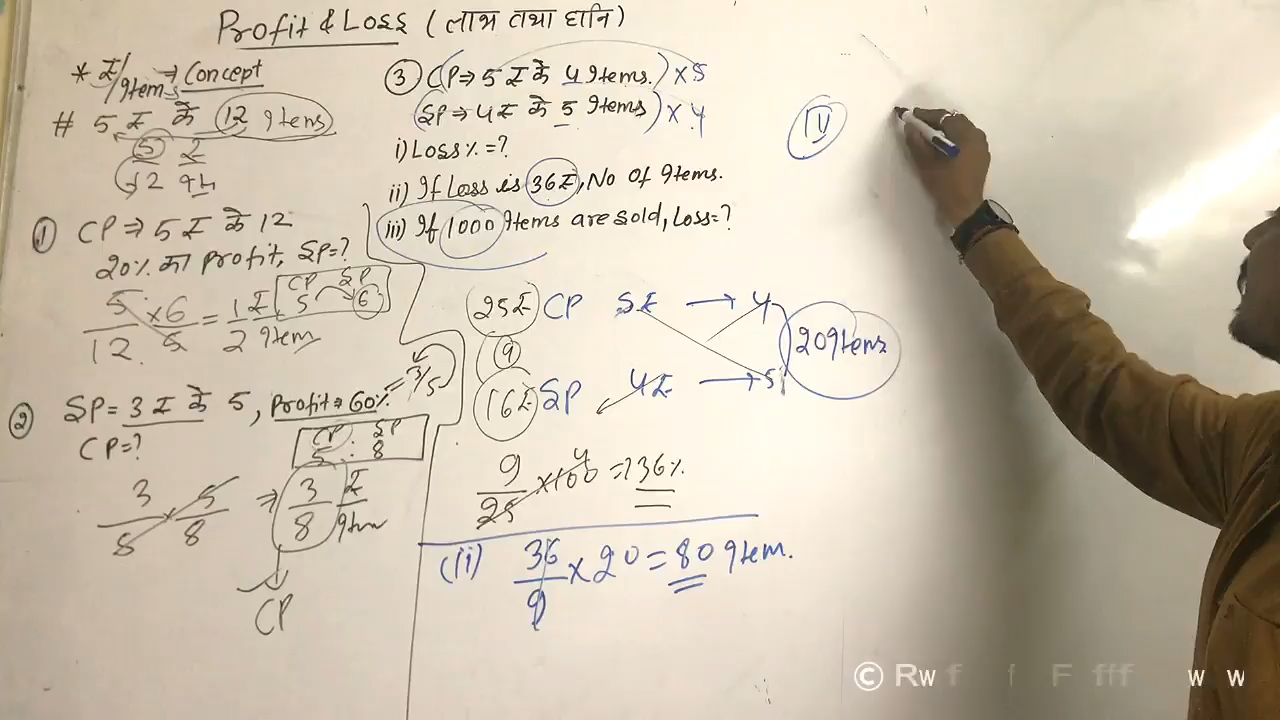 Profit & Loss (लाभ तथा हानि)
* ₹/Items ⇒ Concept
# 5 ₹ के 12 Items
5 ₹
12
① CP ⇒ 5 ₹ के 12
20% का Profit, SP=?
CP SP
5 6
5/12 × 6/5 = 1 ₹/2 Item
② SP = 3 ₹ के 5, Profit ⇒ 60% = 3/5
CP=?
CP : SP
5 : 8
3/5 × 5/8 ⇒ 3/8 ₹/Item
CP
③ (CP ⇒ 5 ₹ के 4 Items.) × 5
(SP ⇒ 4 ₹ के 5 Items) × 4
i) Loss% = ?
ii) If Loss is 36₹, No of Items.
iii) If 1000 Items are sold, Loss=?
25₹ CP 5₹ → 4
9 20 Items
16₹ SP 4₹ → 5
9/25 × 100 4 = 36%
(ii) 36/9 × 20 = 80 Item.